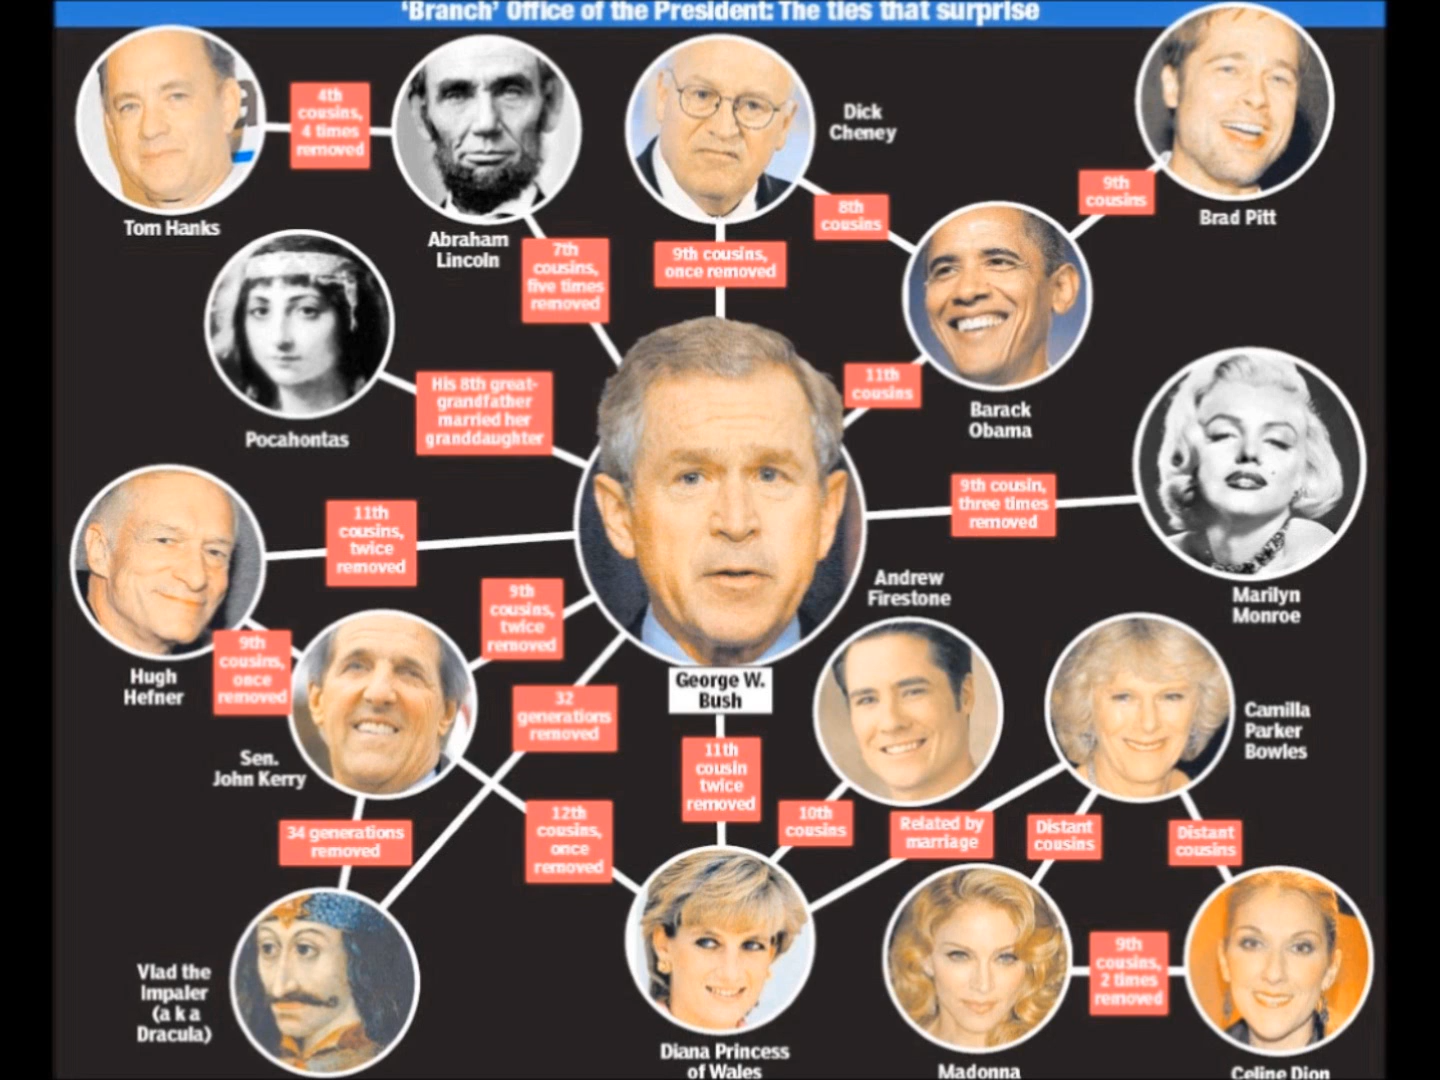 'Branch' Office of the President: The ties that surprise
4th
cousins,
4 times
removed
Tom Hanks
Abraham
Lincoln
7th
cousins,
five times
removed
Dick
Cheney
9th cousins,
once removed
8th
cousins
9th
cousins
Brad Pitt
Pocahontas
His 8th great-
grandfather
married her
granddaughter
11th
cousins
Barack
Obama
9th cousin,
three times
removed
Marilyn
Monroe
11th
cousins,
twice
removed
Hugh
Hefner
9th
cousins,
once
removed
9th
cousins,
twice
removed
Sen.
John Kerry
32
generations
removed
George W.
Bush
Andrew
Firestone
Camilla
Parker
Bowles
34 generations
removed
12th
cousins,
once
removed
11th
cousin
twice
removed
10th
cousins
Related by
marriage
Distant
cousins
Distant
cousins
Vlad the
Impaler
(a k a
Dracula)
Diana Princess
of Wales
Madonna
9th
cousins,
2 times
removed
Celine Dion